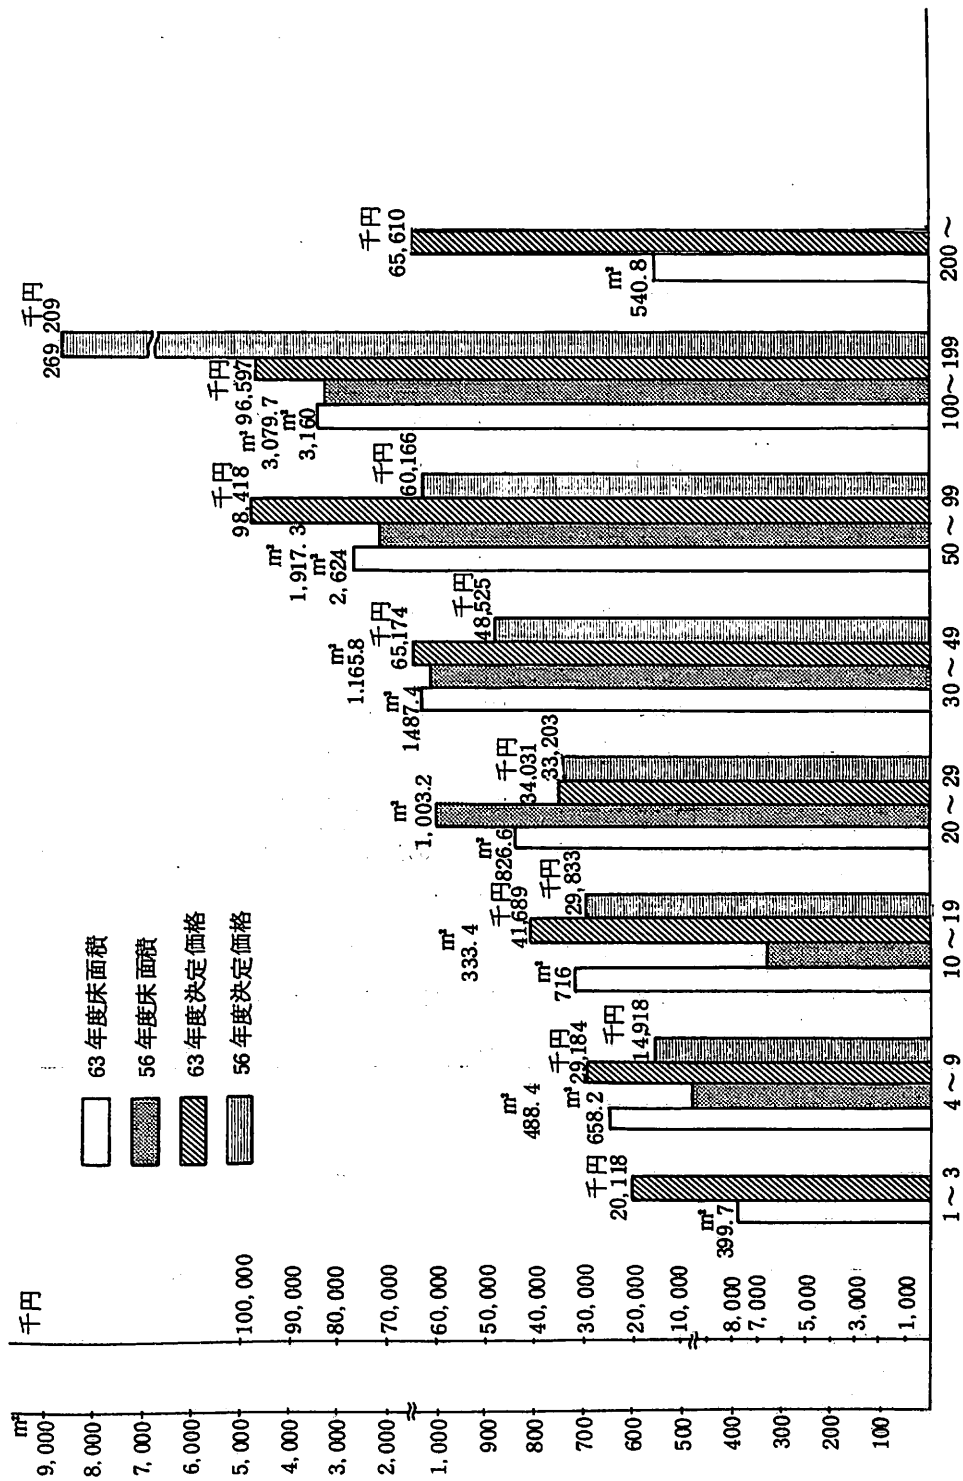 m²
9,000
8,000
7,000
6,000
5,000
4,000
3,000
2,000
1,000
900
800
700
600
500
400
300
200
100
千円
100,000
90,000
80,000
70,000
60,000
50,000
40,000
30,000
20,000
10,000
8,000
7,000
5,000
3,000
1,000
63年度床面積
56年度床面積
63年度決定価格
56年度決定価格
m²
399.7
千円
20,118
1～3
m²
488.4
m²
658.2
千円
29,184
千円
14,918
4～9
m²
333.4
m²
716
千円
41,689
千円
29,833
10～19
m²
1,003.2
m²
826.6
千円
34,031
33,203
20～29
m²
1.165.8
m²
1487.4
千円
65,174
千円
48,525
30～49
m²
1,917.3
m²
2,624
千円
98,418
千円
60,166
50～99
m²
3,079.7
m²
3,160
千円
96.597
千円
269,209
100～199
m²
540.8
千円
65,610
200～